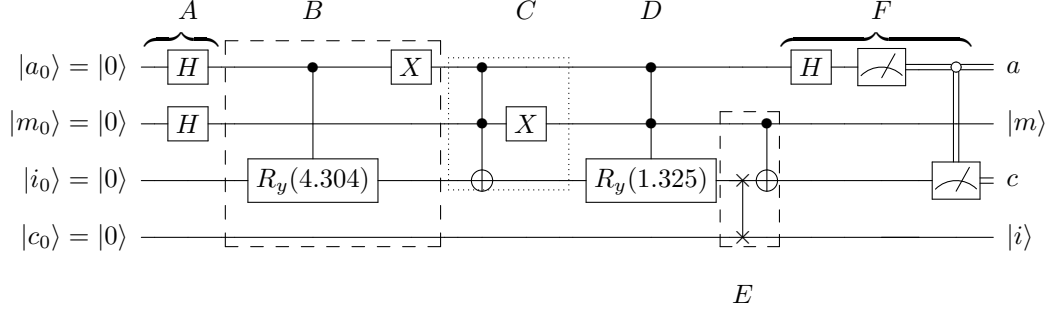 A B C D F
|a₀⟩ = |0⟩ H X H a
|m₀⟩ = |0⟩ H X |m⟩
|i₀⟩ = |0⟩ R_y(4.304) R_y(1.325) c
|c₀⟩ = |0⟩ |i⟩
E